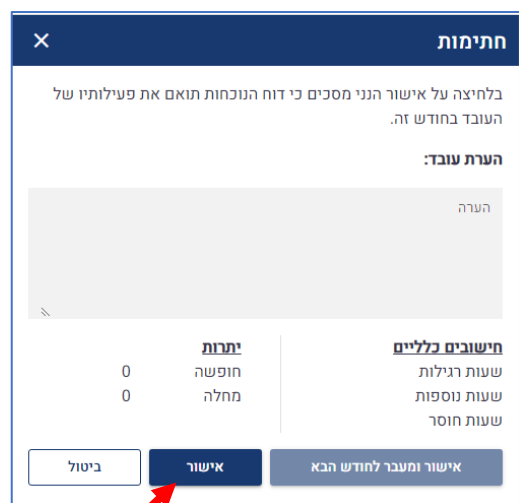 חתימות
בלחיצה על אישור הנני מסכים כי דוח הנוכחות תואם את פעילותיו של
העובד בחודש זה.
הערת עובד:
הערה
חישובים כלליים
שעות רגילות
שעות נוספות
שעות חוסר
יתרות
חופשה 0
מחלה 0
אישור ומעבר לחודש הבא
אישור
ביטול